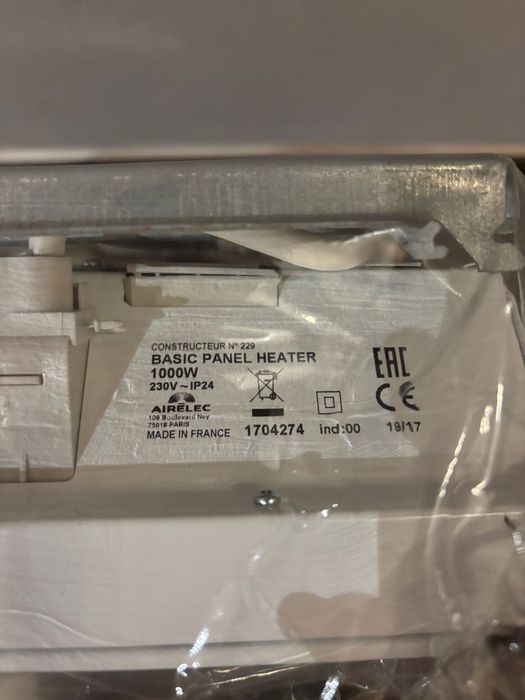 CONSTRUCTEUR N° 229
BASIC PANEL HEATER
1000W
230V ~ IP24
AIRELEC
109 Boulevard Ney
75018 PARIS
MADE IN FRANCE
1704274
ind:00
EAC
CE
18/17